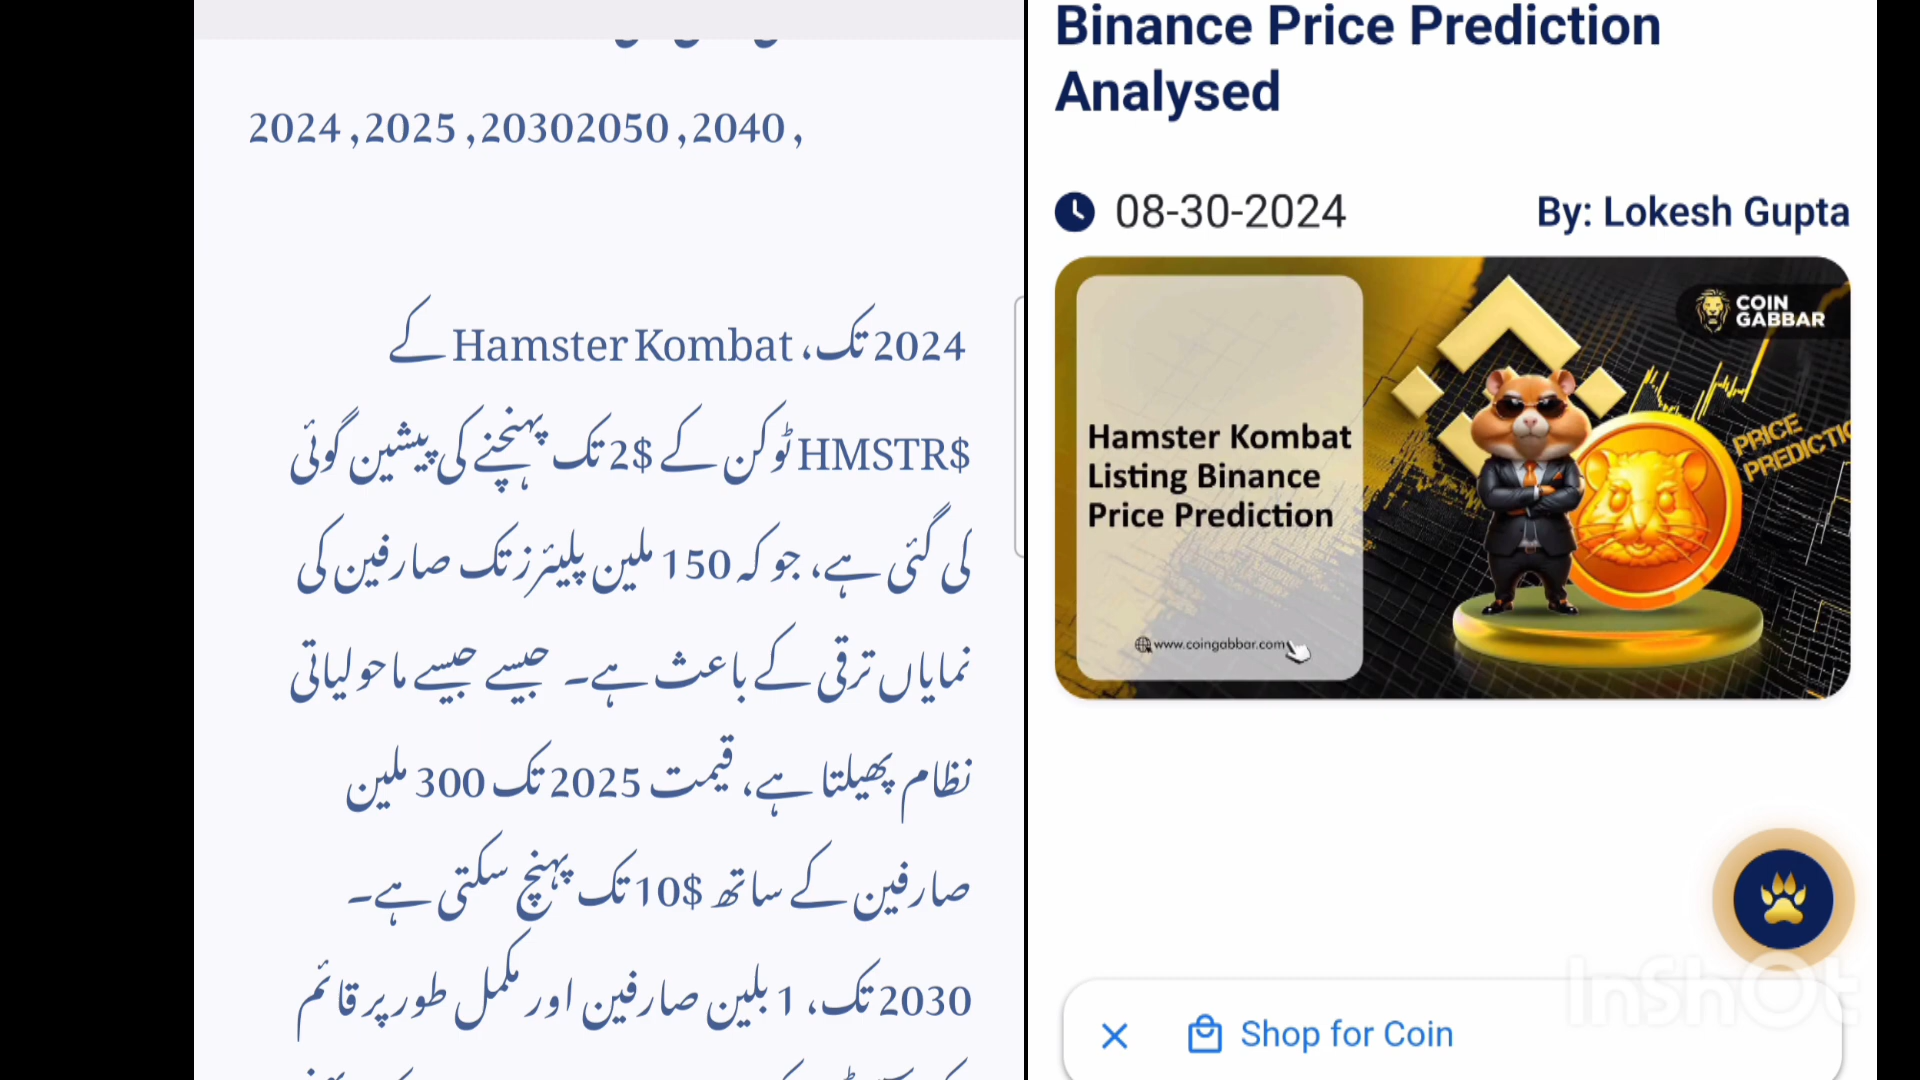 2024 ,2025 ,20302050 ,2040 ,
2024 تک، Hamster Kombat کے
$HMSTR ٹوکن کے $2 تک پہنچنے کی پیشین گوئی
کی گئی ہے، جو کہ 150 ملین پلیئرز تک صارفین کی
نمایاں ترقی کے باعث ہے۔ جیسے جیسے ماحولیاتی
نظام پھیلتا ہے، قیمت 2025 تک 300 ملین
صارفین کے ساتھ $10 تک پہنچ سکتی ہے۔
2030 تک، 1 بلین صارفین اور مکمل طور پر قائم
Binance Price Prediction
Analysed
08-30-2024
By: Lokesh Gupta
COIN
GABBAR
Hamster Kombat
Listing Binance
Price Prediction
PRICE
www.coingabbar.com
Shop for Coin
InShOt